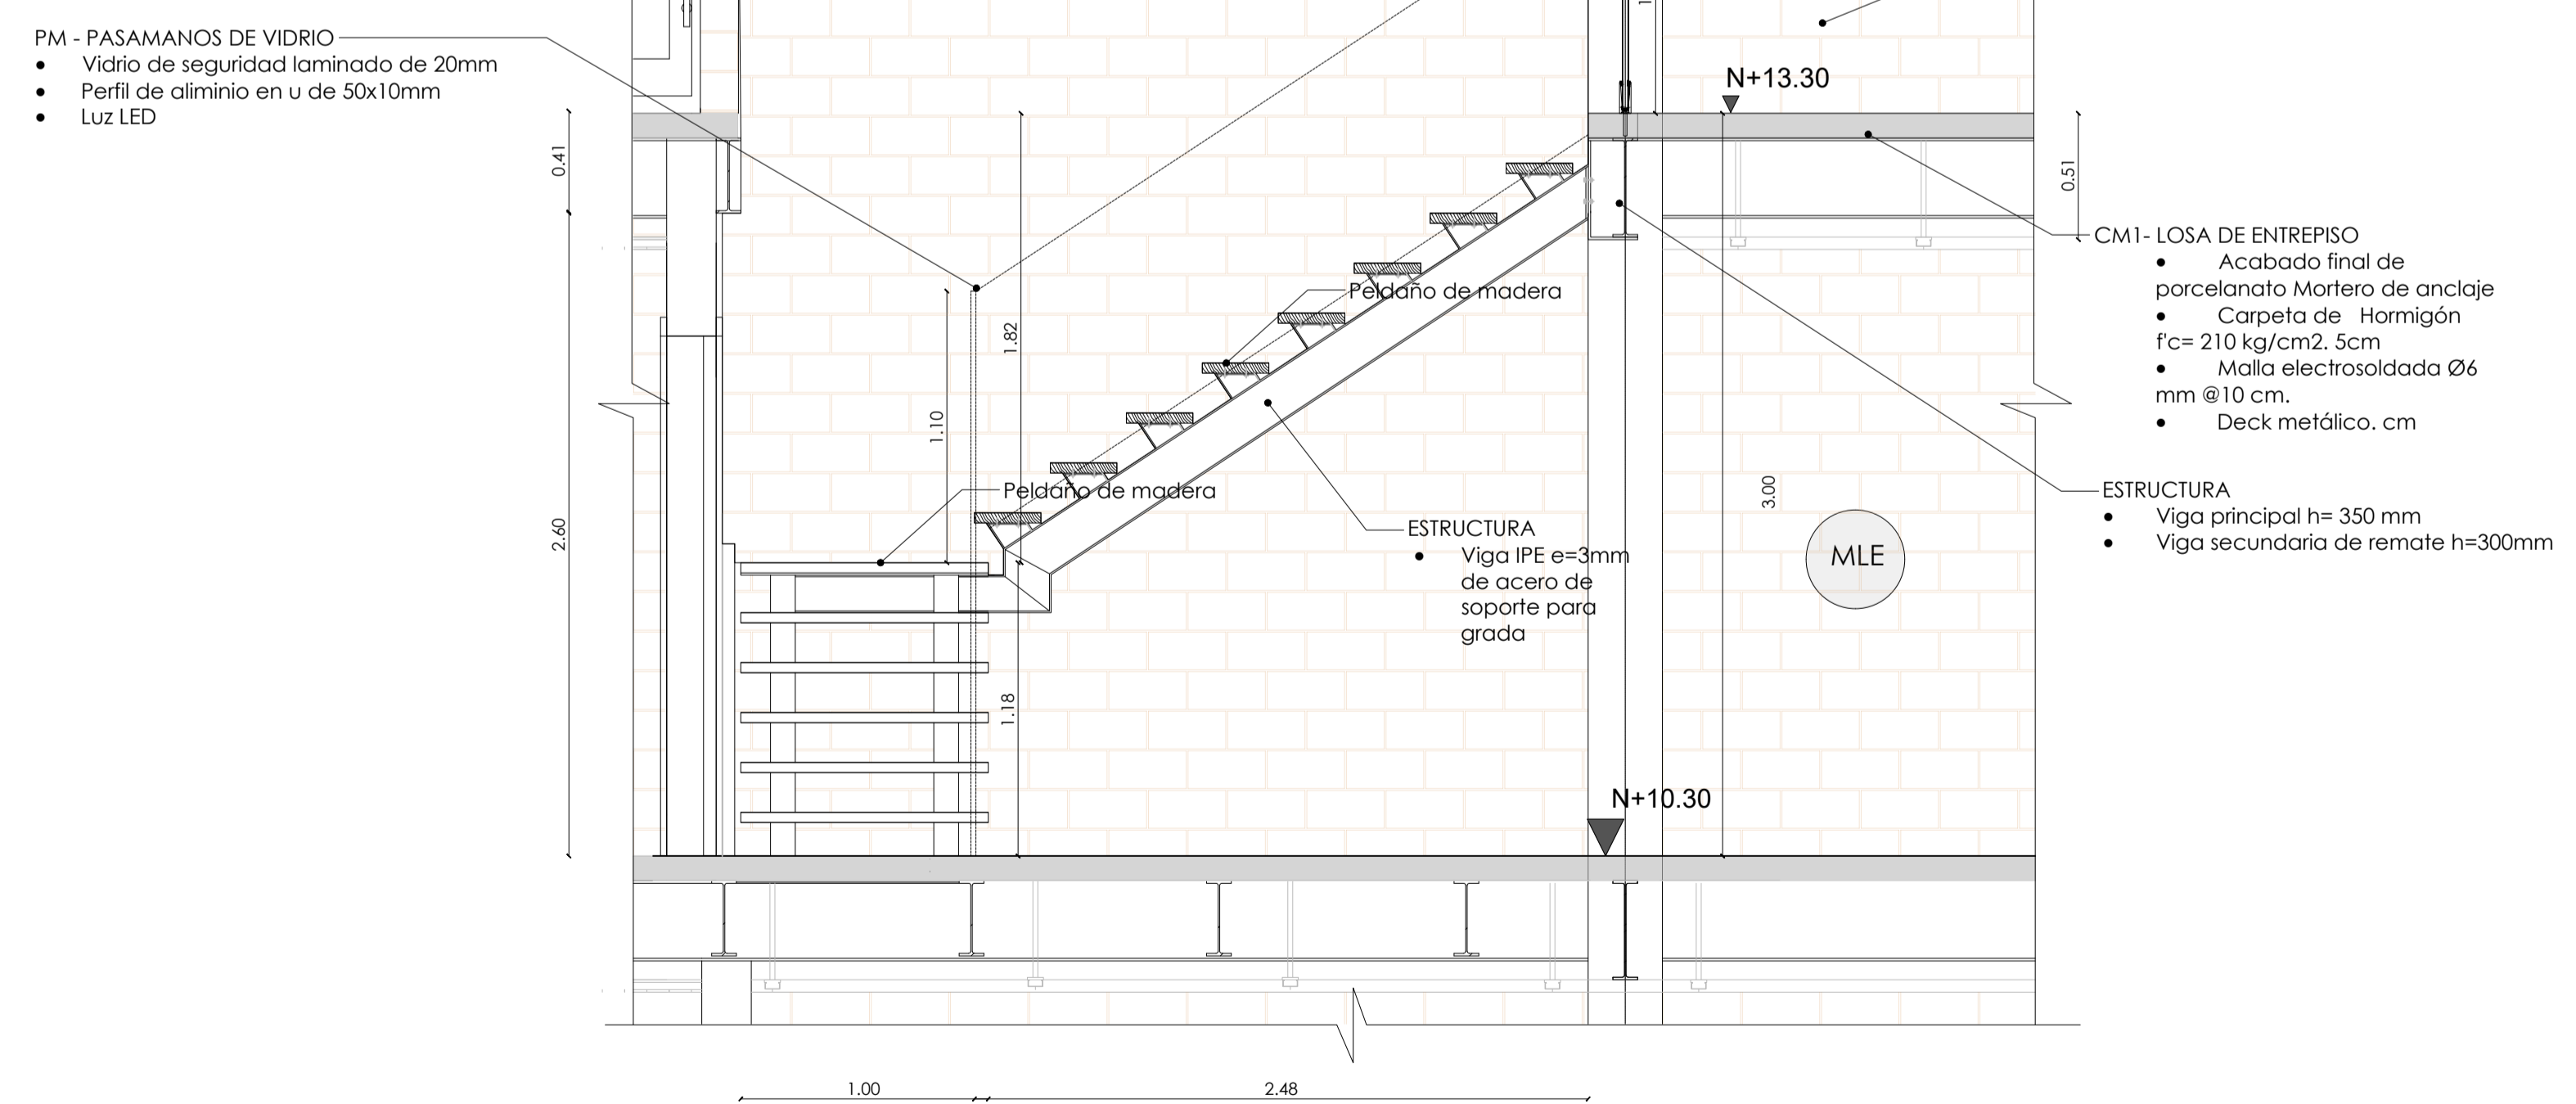 PM - PASAMANOS DE VIDRIO
• Vidrio de seguridad laminado de 20mm
• Perfil de aliminio en u de 50x10mm
• Luz LED
N+13.30
0.41
0.51
CM1- LOSA DE ENTREPISO
• Acabado final de
porcelanato Mortero de anclaje
• Carpeta de Hormigón
f'c= 210 kg/cm2. 5cm
• Malla electrosoldada Ø6
mm @10 cm.
• Deck metálico. cm
Peldaño de madera
1.82
1.10
Peldaño de madera
2.60
3.00
ESTRUCTURA
• Viga principal h= 350 mm
• Viga secundaria de remate h=300mm
ESTRUCTURA
• Viga IPE e=3mm
de acero de
soporte para
grada
MLE
1.18
N+10.30
1.00
2.48